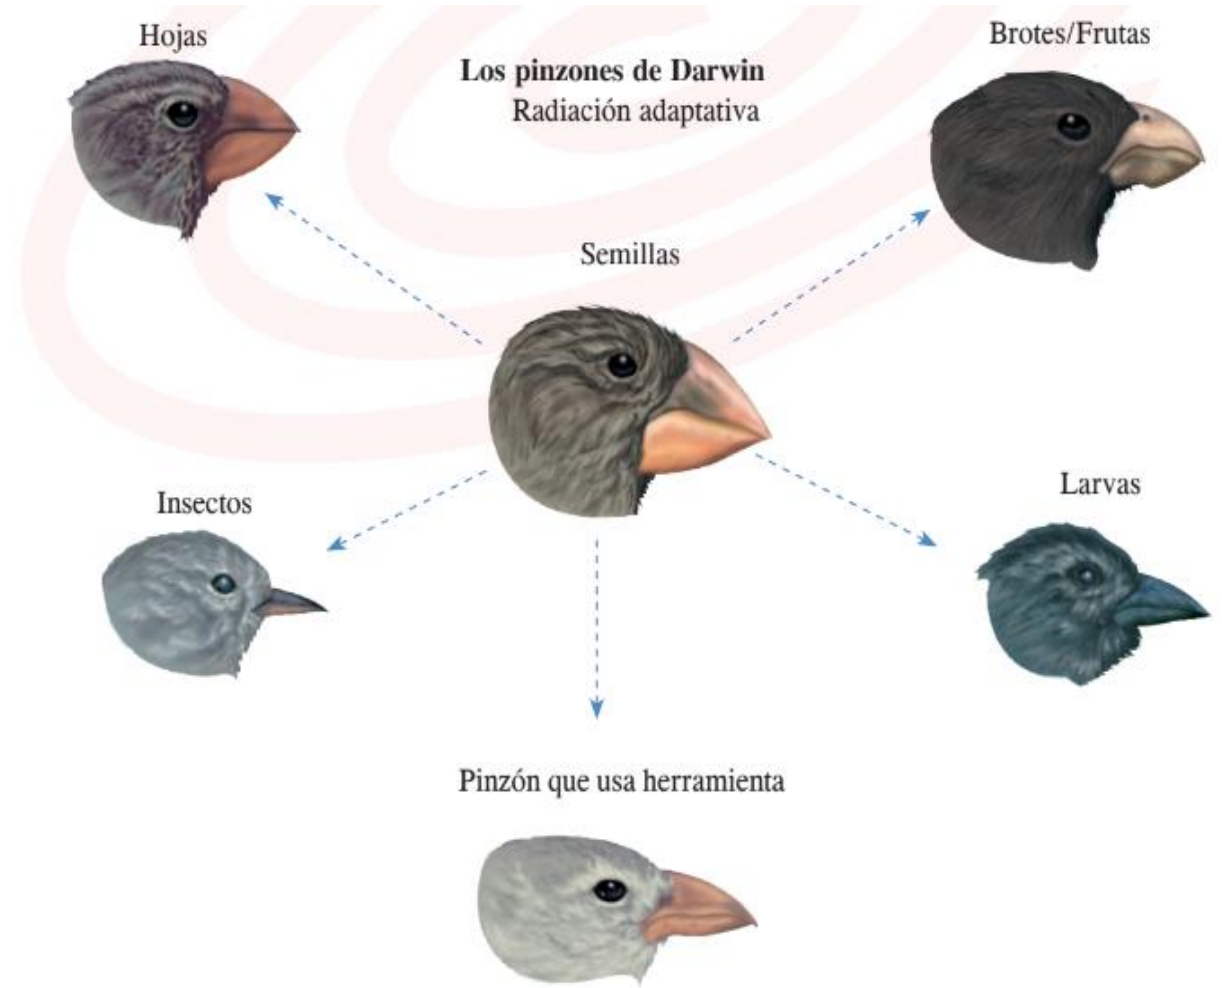 Hojas
Los pinzones de Darwin
Radiación adaptativa
Brotes/Frutas
Semillas
Insectos
Larvas
Pinzón que usa herramienta